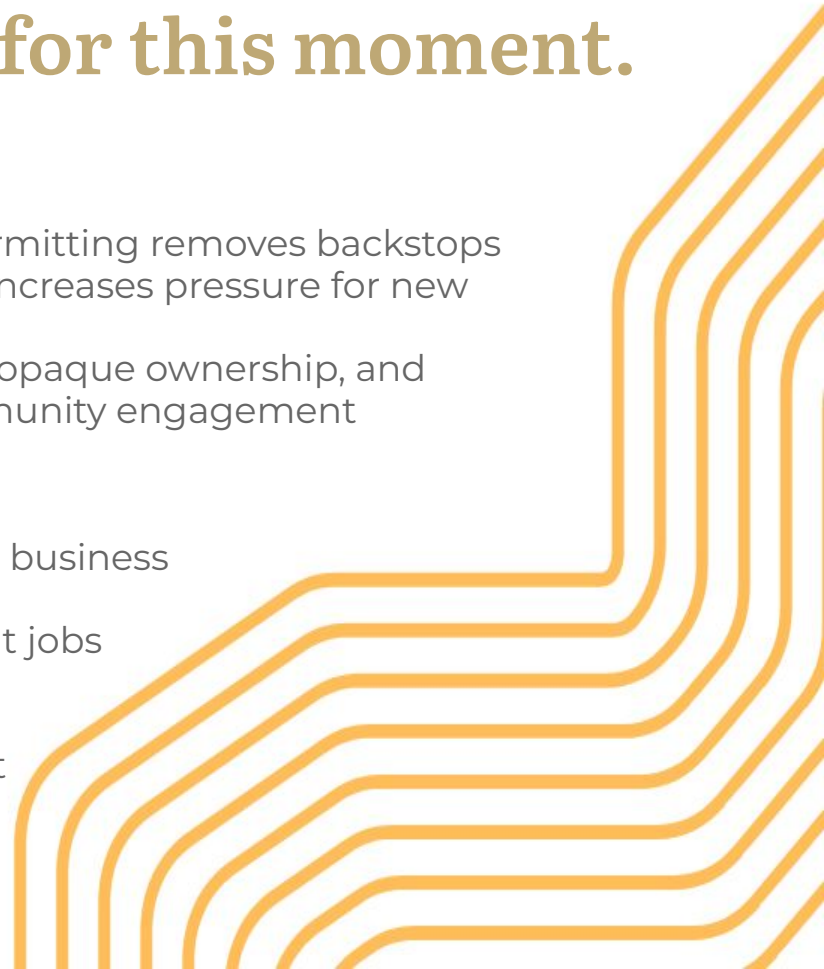 for this moment.
rmitting removes backstops
ncreases pressure for new
opaque ownership, and
nunity engagement
business
t jobs
t